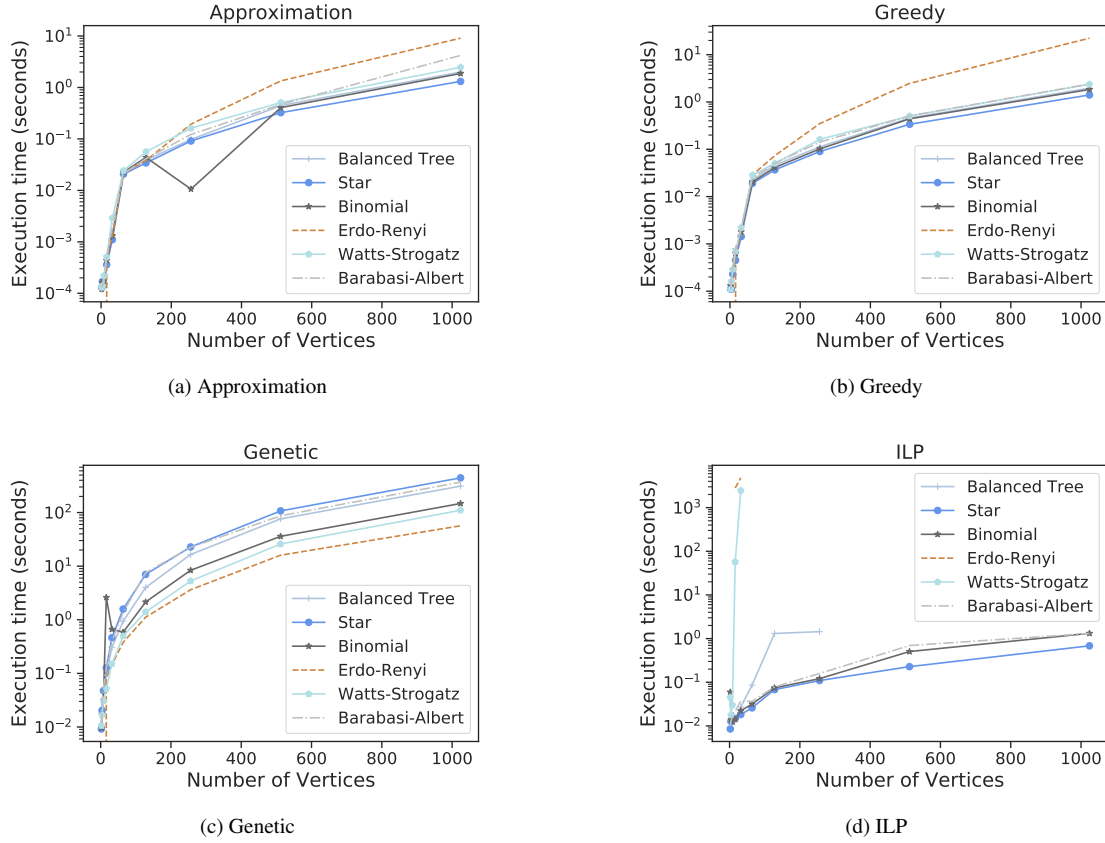 Approximation
Execution time (seconds)
10^1
10^0
10^-1
10^-2
10^-3
10^-4
Balanced Tree
Star
Binomial
Erdo-Renyi
Watts-Strogatz
Barabasi-Albert
0 200 400 600 800 1000
Number of Vertices
(a) Approximation
Greedy
Execution time (seconds)
10^1
10^0
10^-1
10^-2
10^-3
10^-4
Balanced Tree
Star
Binomial
Erdo-Renyi
Watts-Strogatz
Barabasi-Albert
0 200 400 600 800 1000
Number of Vertices
(b) Greedy
Genetic
Execution time (seconds)
10^2
10^1
10^0
10^-1
10^-2
Balanced Tree
Star
Binomial
Erdo-Renyi
Watts-Strogatz
Barabasi-Albert
0 200 400 600 800 1000
Number of Vertices
(c) Genetic
ILP
Execution time (seconds)
10^3
10^2
10^1
10^0
10^-1
10^-2
Balanced Tree
Star
Binomial
Erdo-Renyi
Watts-Strogatz
Barabasi-Albert
0 200 400 600 800 1000
Number of Vertices
(d) ILP